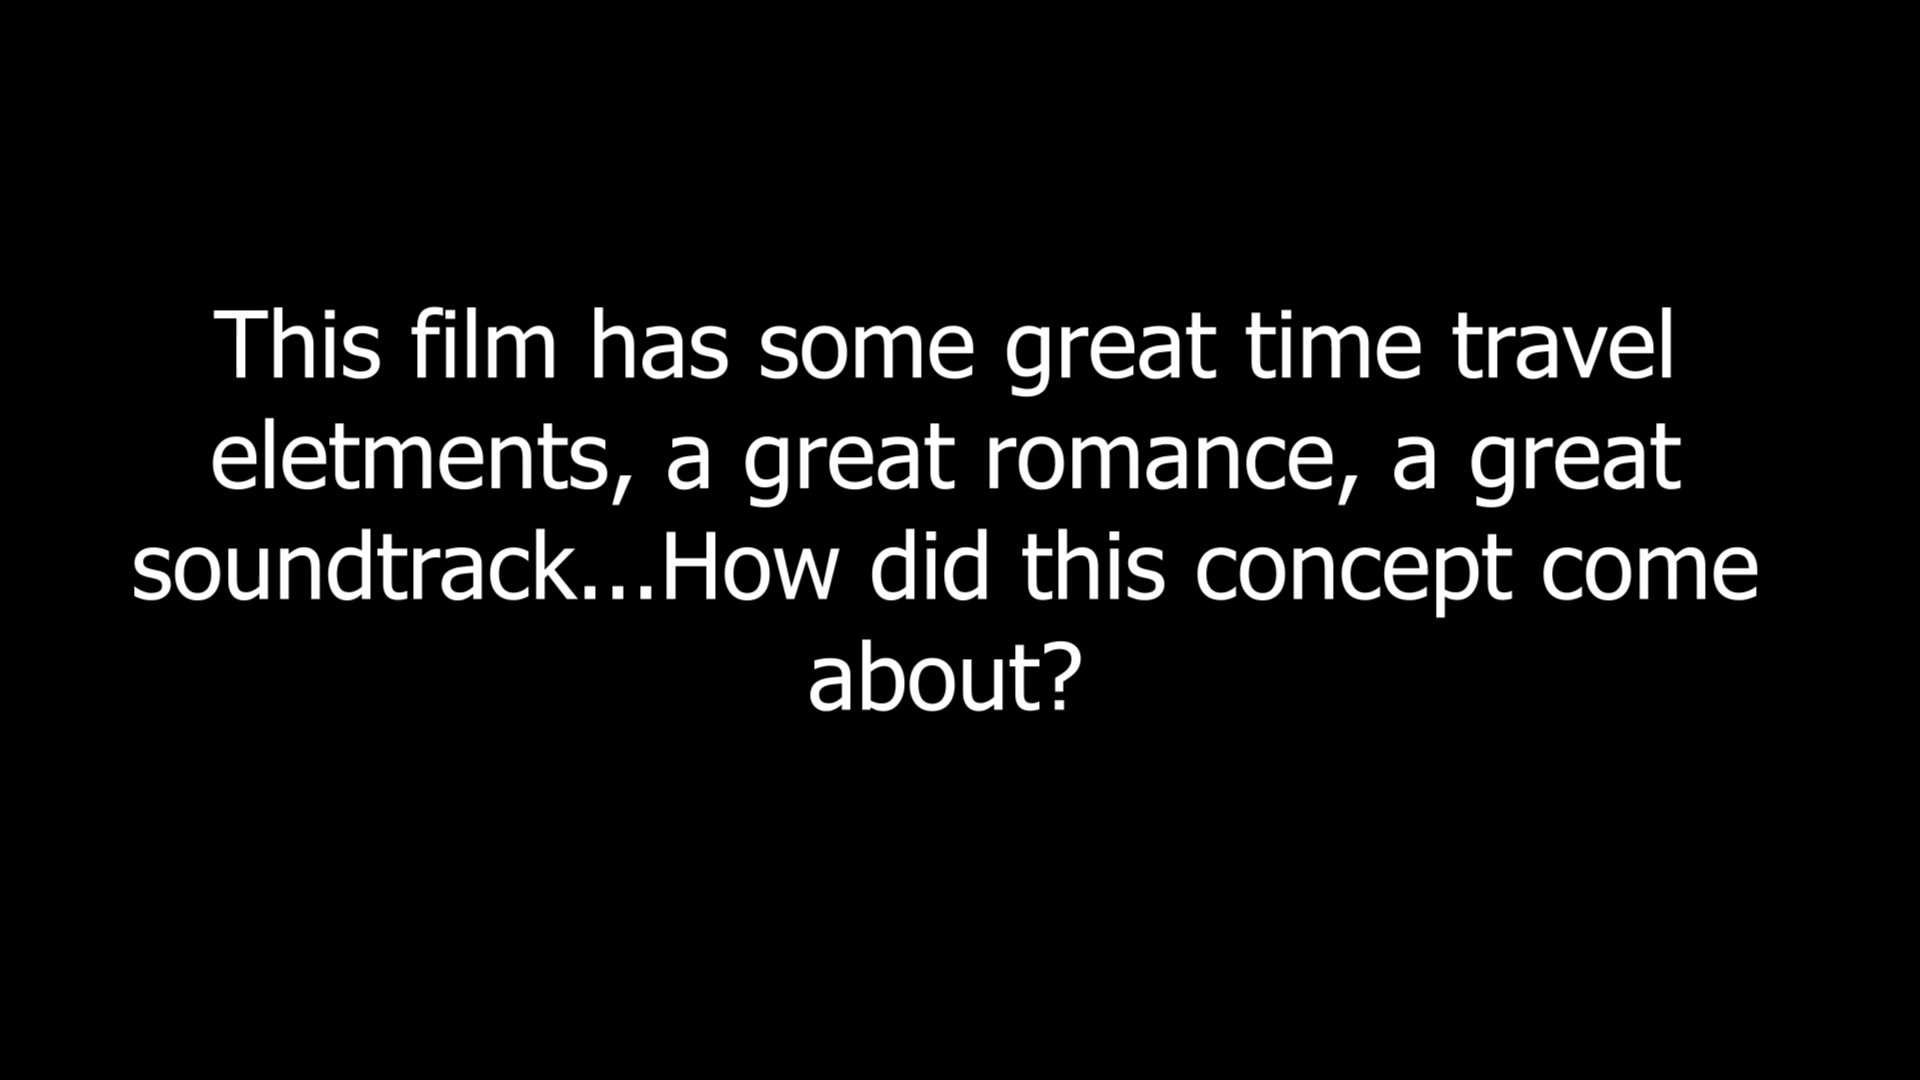 This film has some great time travel
eletments, a great romance, a great
soundtrack...How did this concept come
about?